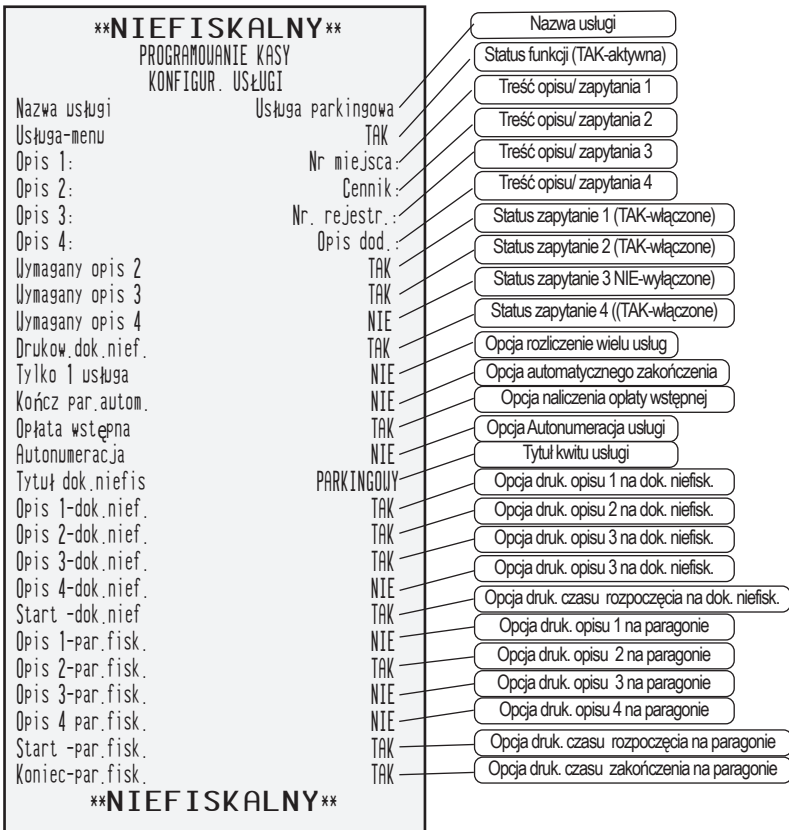 **NIEFISKALNY**
PROGRAMOWANIE KASY
KONFIGUR. USŁUGI
Nazwa usługi Usługa parkingowa
Usługa-menu TAK
Opis 1: Nr miejsca:
Opis 2: Cennik:
Opis 3: Nr. rejestr.:
Opis 4: Opis dod.:
Wymagany opis 2 TAK
Wymagany opis 3 TAK
Wymagany opis 4 NIE
Drukow.dok.nief. TAK
Tylko 1 usługa NIE
Kończ par.autom. NIE
Opłata wstępna TAK
Autonumeracja NIE
Tytuł dok.niefis PARKINGOWY
Opis 1-dok.nief. TAK
Opis 2-dok.nief. TAK
Opis 3-dok.nief. TAK
Opis 4-dok.nief. NIE
Start -dok.nief TAK
Opis 1-par.fisk. NIE
Opis 2-par.fisk. TAK
Opis 3-par.fisk. NIE
Opis 4 par.fisk. NIE
Start -par.fisk. TAK
Koniec-par.fisk. TAK
**NIEFISKALNY**
Nazwa usługi
Status funkcji (TAK-aktywna)
Treść opisu/ zapytania 1
Treść opisu/ zapytania 2
Treść opisu/ zapytania 3
Treść opisu/ zapytania 4
Status zapytanie 1 (TAK-włączone)
Status zapytanie 2 (TAK-włączone)
Status zapytanie 3 NIE-wyłączone)
Status zapytanie 4 ((TAK-włączone)
Opcja rozliczenie wielu usług
Opcja automatycznego zakończenia
Opcja naliczenia opłaty wstępnej
Opcja Autonumeracja usługi
Tytuł kwitu usługi
Opcja druk. opisu 1 na dok. niefisk.
Opcja druk. opisu 2 na dok. niefisk.
Opcja druk. opisu 3 na dok. niefisk.
Opcja druk. opisu 3 na dok. niefisk.
Opcja druk. czasu rozpoczęcia na dok. niefisk.
Opcja druk. opisu 1 na paragonie
Opcja druk. opisu 2 na paragonie
Opcja druk. opisu 3 na paragonie
Opcja druk. opisu 4 na paragonie
Opcja druk. czasu rozpoczęcia na paragonie
Opcja druk. czasu zakończenia na paragonie